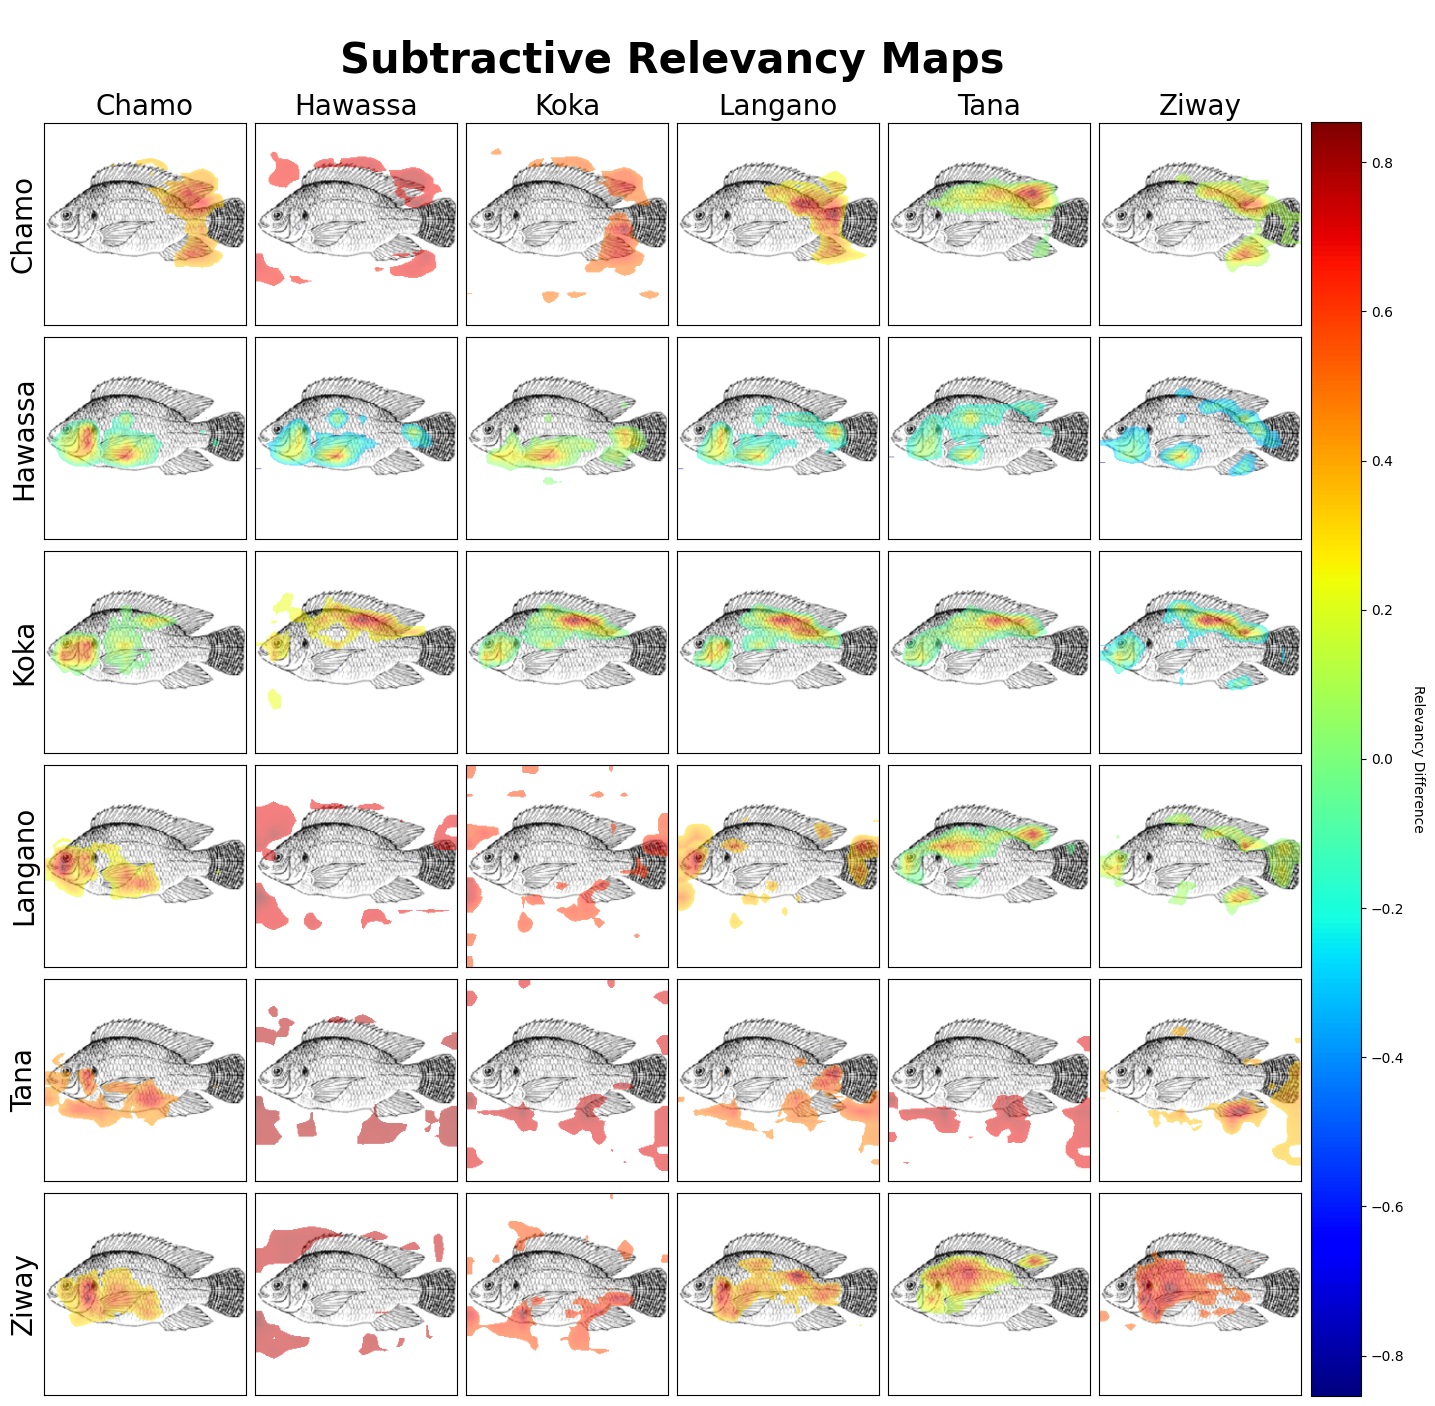 Subtractive Relevancy Maps
Chamo Hawassa Koka Langano Tana Ziway
Chamo
Hawassa
Koka
Langano
Tana
Ziway
0.8
0.6
0.4
0.2
0.0
−0.2
−0.4
−0.6
−0.8
Relevancy Difference